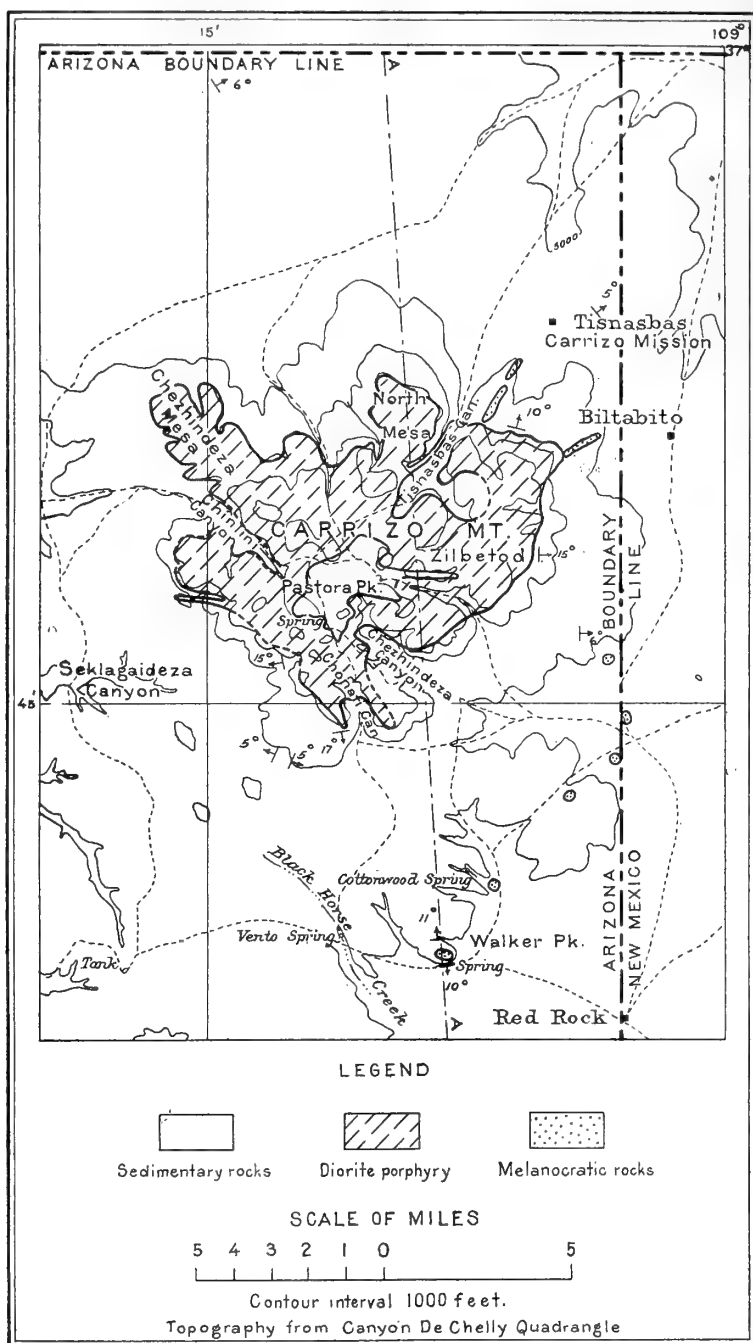 15'
109°
37°
ARIZONA BOUNDARY LINE
A
6°
5000
5°
Tisnasbas
Carrizo Mission
Chezhindeza
Mesa
North
Mesa
Tisnasbas Can.
10°
Biltabito
Chinlini
Canyon
CARRIZO MT
Zilbetod
15°
BOUNDARY
LINE
Pastora Pk.
Spring
Chezhindeza
Canyon
15°
Seklagaideza
Canyon
45'
5°
5°
17°
Black Horse
Creek
Cottonwood Spring
11°
Vento Spring
Walker Pk.
ARIZONA
NEW MEXICO
Tank
Spring
10°
Red Rock
A
LEGEND
Sedimentary rocks
Diorite porphyry
Melanocratic rocks
SCALE OF MILES
5 4 3 2 1 0 5
Contour interval 1000 feet.
Topography from Canyon De Chelly Quadrangle